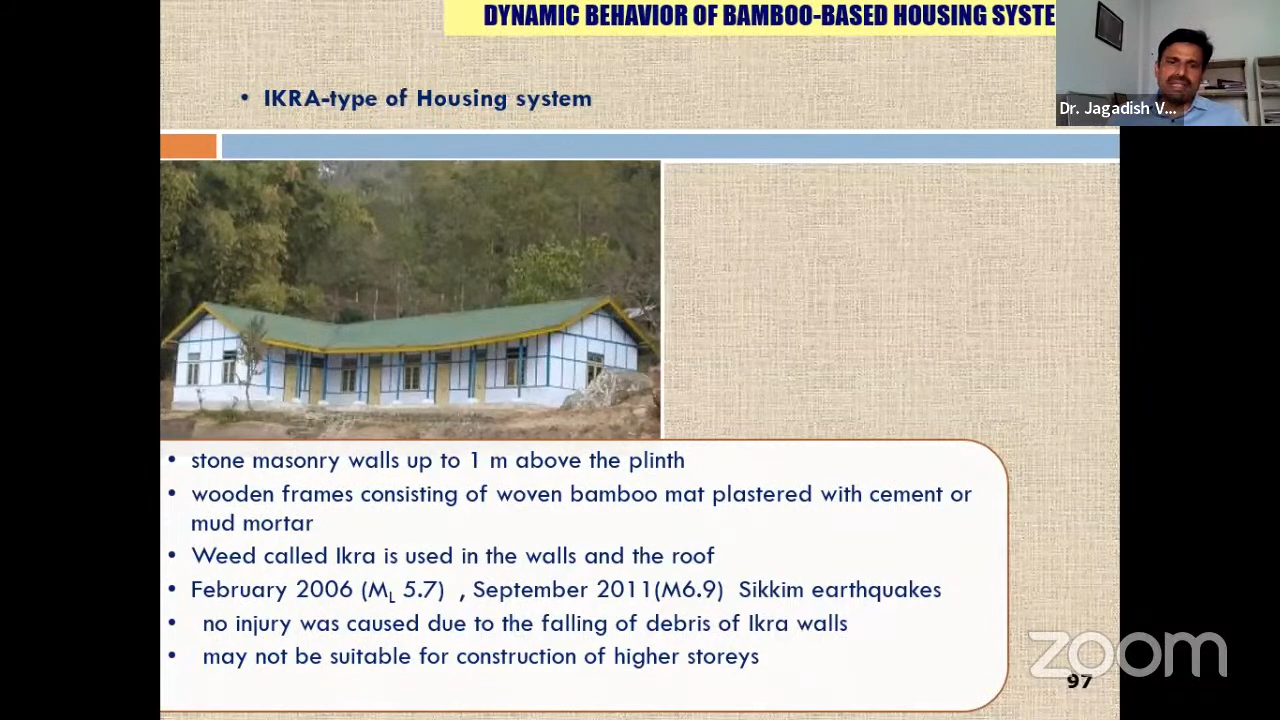 DYNAMIC BEHAVIOR OF BAMBOO-BASED HOUSING SYSTE
Dr. Jagadish V...
• IKRA-type of Housing system
• stone masonry walls up to 1 m above the plinth
• wooden frames consisting of woven bamboo mat plastered with cement or
mud mortar
• Weed called Ikra is used in the walls and the roof
• February 2006 (ML 5.7) , September 2011(M6.9) Sikkim earthquakes
• no injury was caused due to the falling of debris of Ikra walls
• may not be suitable for construction of higher storeys
zoom
97